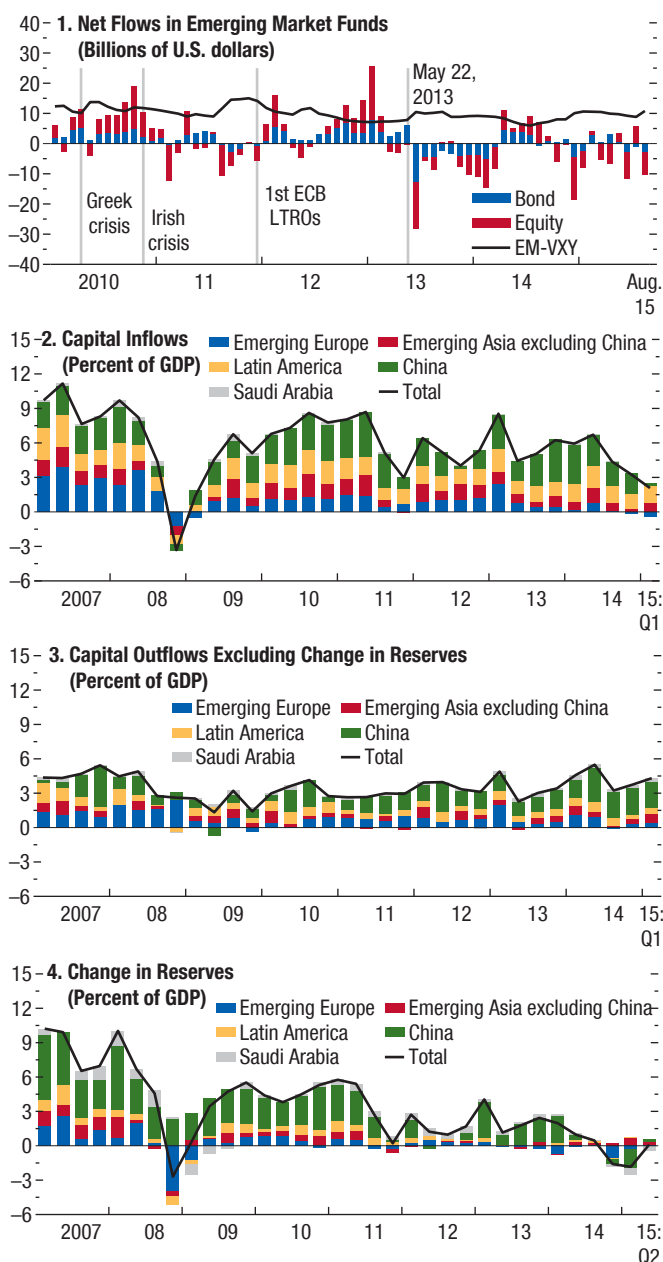 1. Net Flows in Emerging Market Funds
(Billions of U.S. dollars)
40
30
20
10
0
–10
–20
–30
–40
May 22,
2013
Greek
crisis
Irish
crisis
1st ECB
LTROs
Bond
Equity
EM-VXY
2010 11 12 13 14 Aug.
15
2. Capital Inflows
(Percent of GDP)
Emerging Europe Emerging Asia excluding China
Latin America China
Saudi Arabia Total
15
12
9
6
3
0
–3
–6
2007 08 09 10 11 12 13 14 15:
Q1
3. Capital Outflows Excluding Change in Reserves
(Percent of GDP)
Emerging Europe Emerging Asia excluding China
Latin America China
Saudi Arabia Total
15
12
9
6
3
0
–3
–6
2007 08 09 10 11 12 13 14 15:
Q1
4. Change in Reserves
(Percent of GDP)
Emerging Europe Emerging Asia excluding China
Latin America China
Saudi Arabia Total
15
12
9
6
3
0
–3
–6
2007 08 09 10 11 12 13 14 15:
Q2